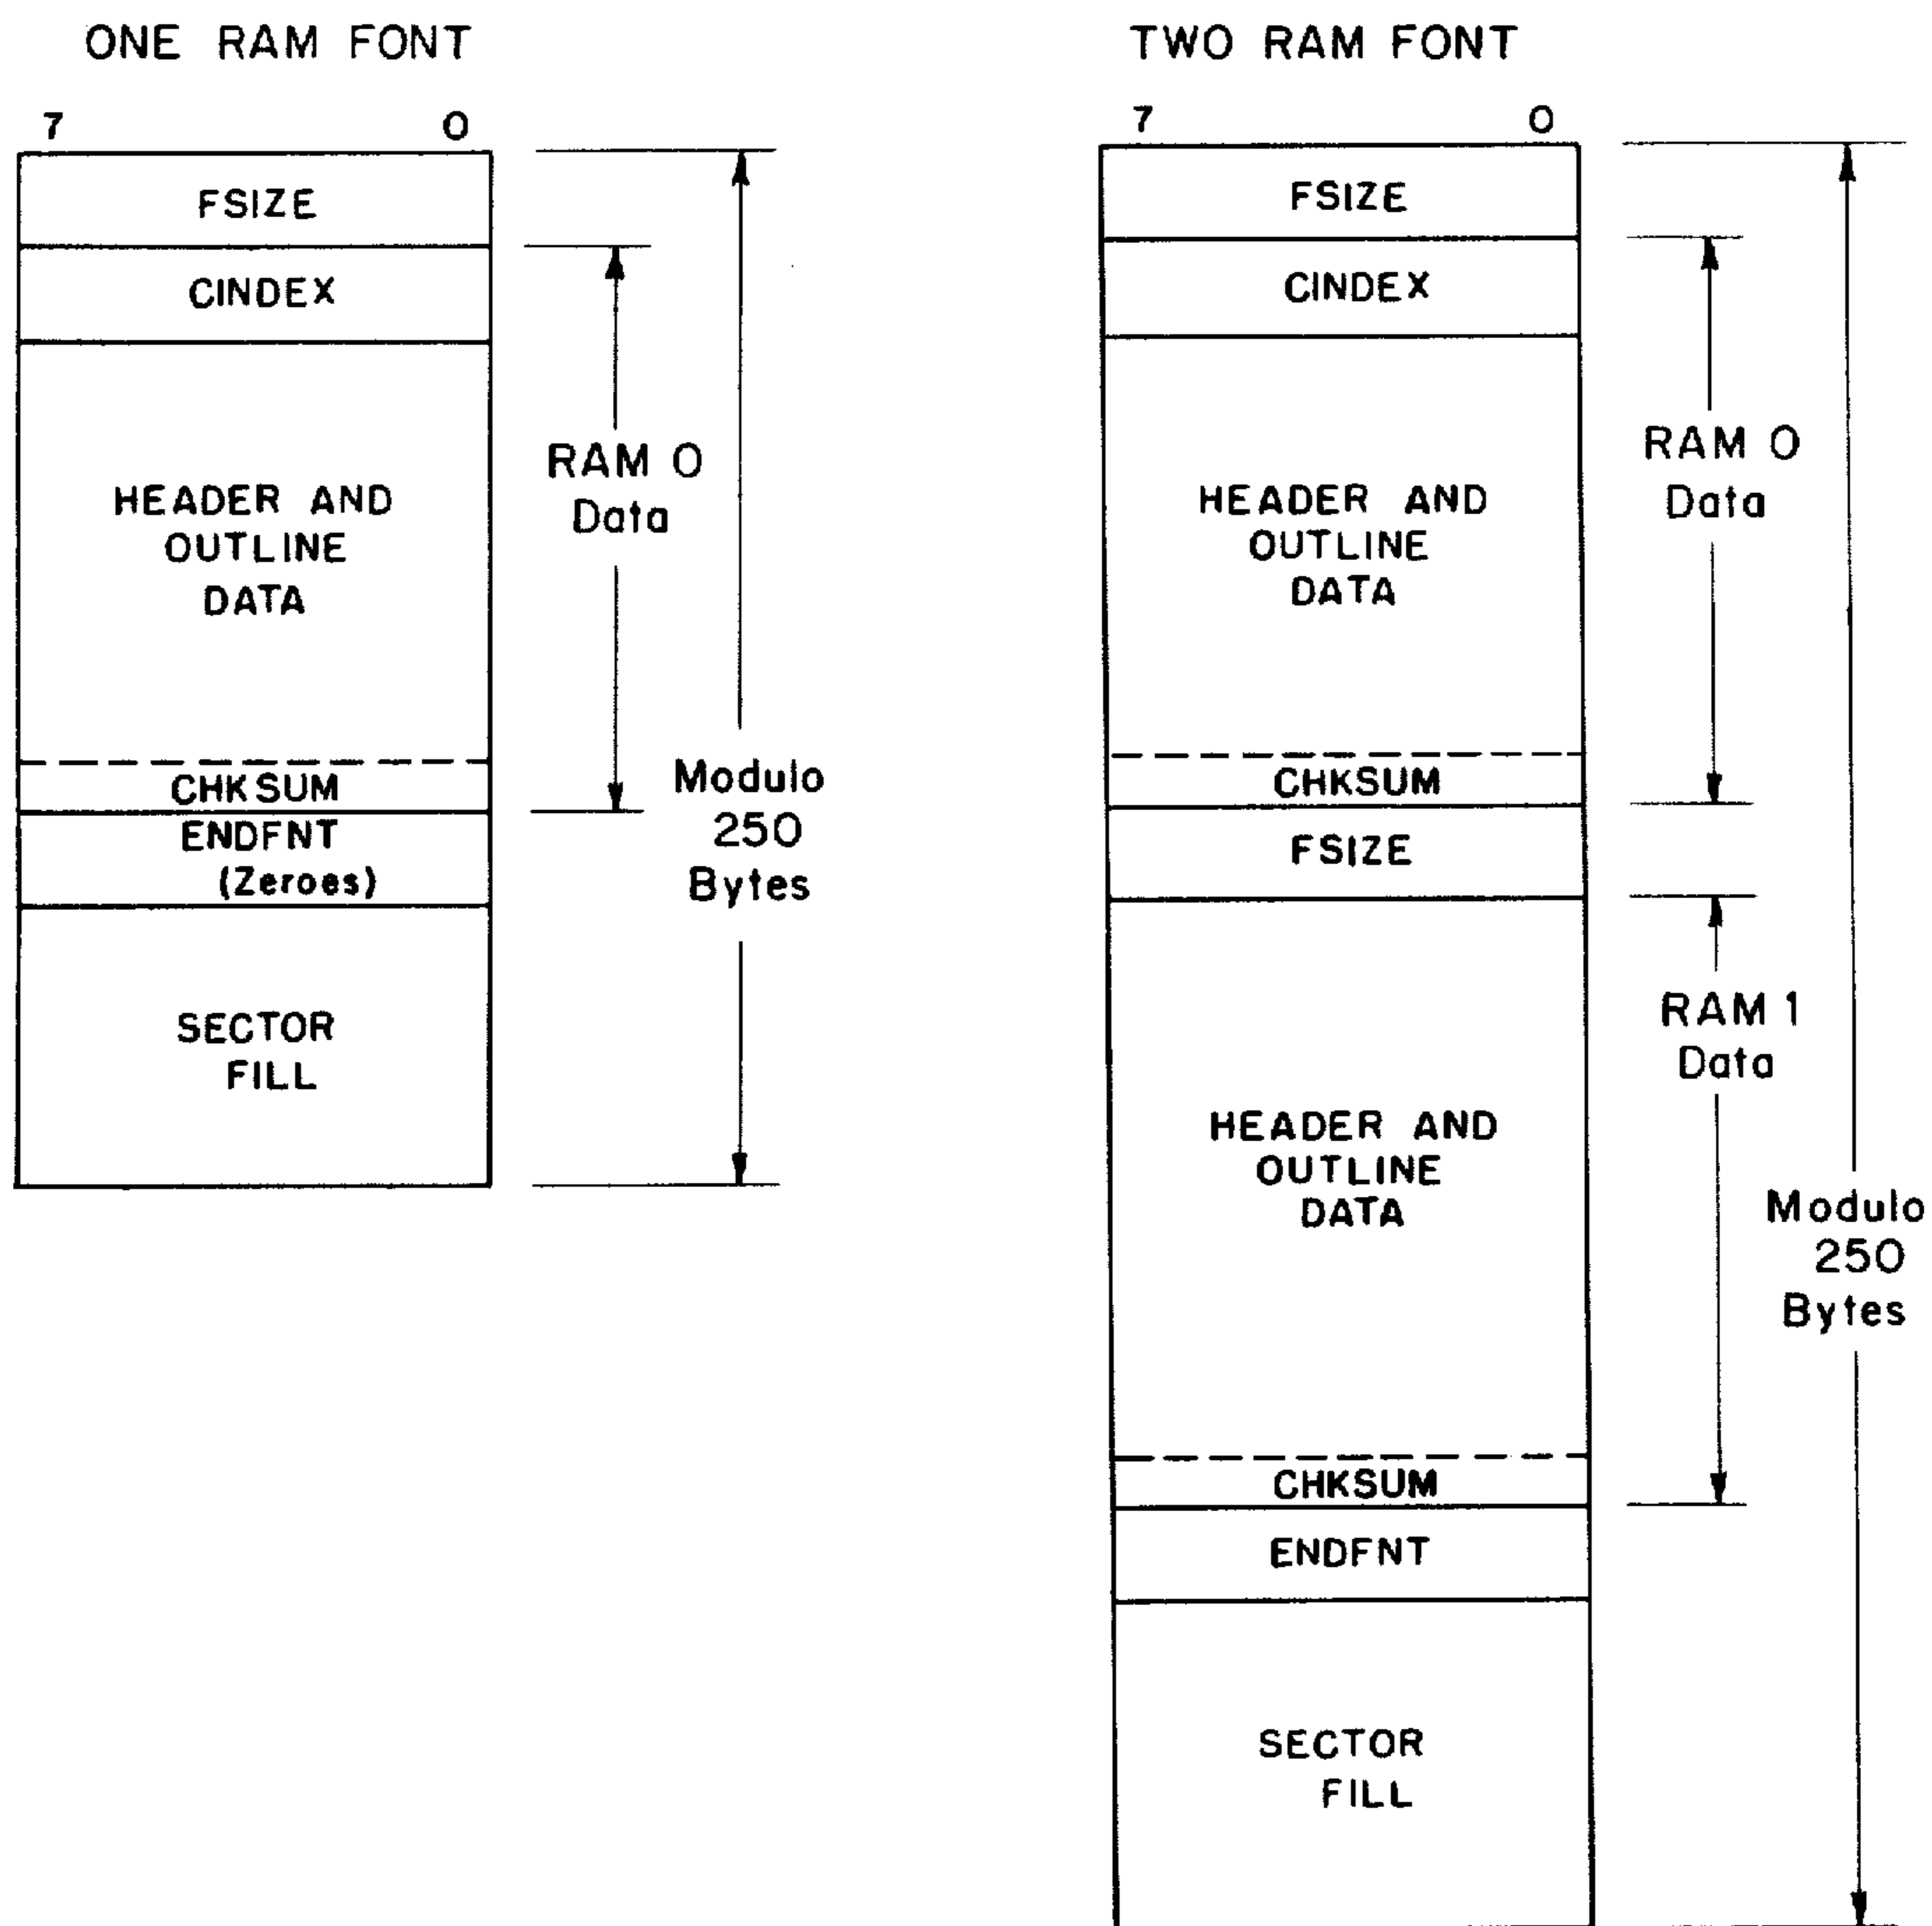 ONE RAM FONT
7 0
FSIZE
CINDEX
HEADER AND
OUTLINE
DATA
CHKSUM
ENDFNT
(Zeroes)
SECTOR
FILL
RAM 0
Data
Modulo
250
Bytes
TWO RAM FONT
7 0
FSIZE
CINDEX
HEADER AND
OUTLINE
DATA
CHKSUM
FSIZE
HEADER AND
OUTLINE
DATA
CHKSUM
ENDFNT
SECTOR
FILL
RAM 0
Data
RAM 1
Data
Modulo
250
Bytes